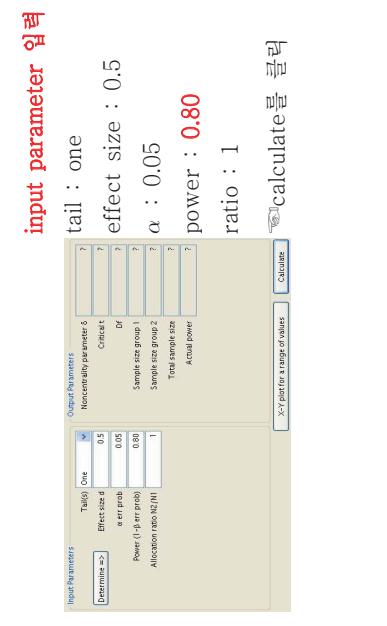 input parameter 입력
tail : one
effect size : 0.5
α : 0.05
power : 0.80
ratio : 1
☜calculate를 클릭
Input Parameters
Tail(s) One
Determine => Effect size d 0.5
α err prob 0.05
Power (1-β err prob) 0.80
Allocation ratio N2/N1 1
Output Parameters
Noncentrality parameter δ ?
Critical t ?
Df ?
Sample size group 1 ?
Sample size group 2 ?
Total sample size ?
Actual power ?
X-Y plot for a range of values
Calculate